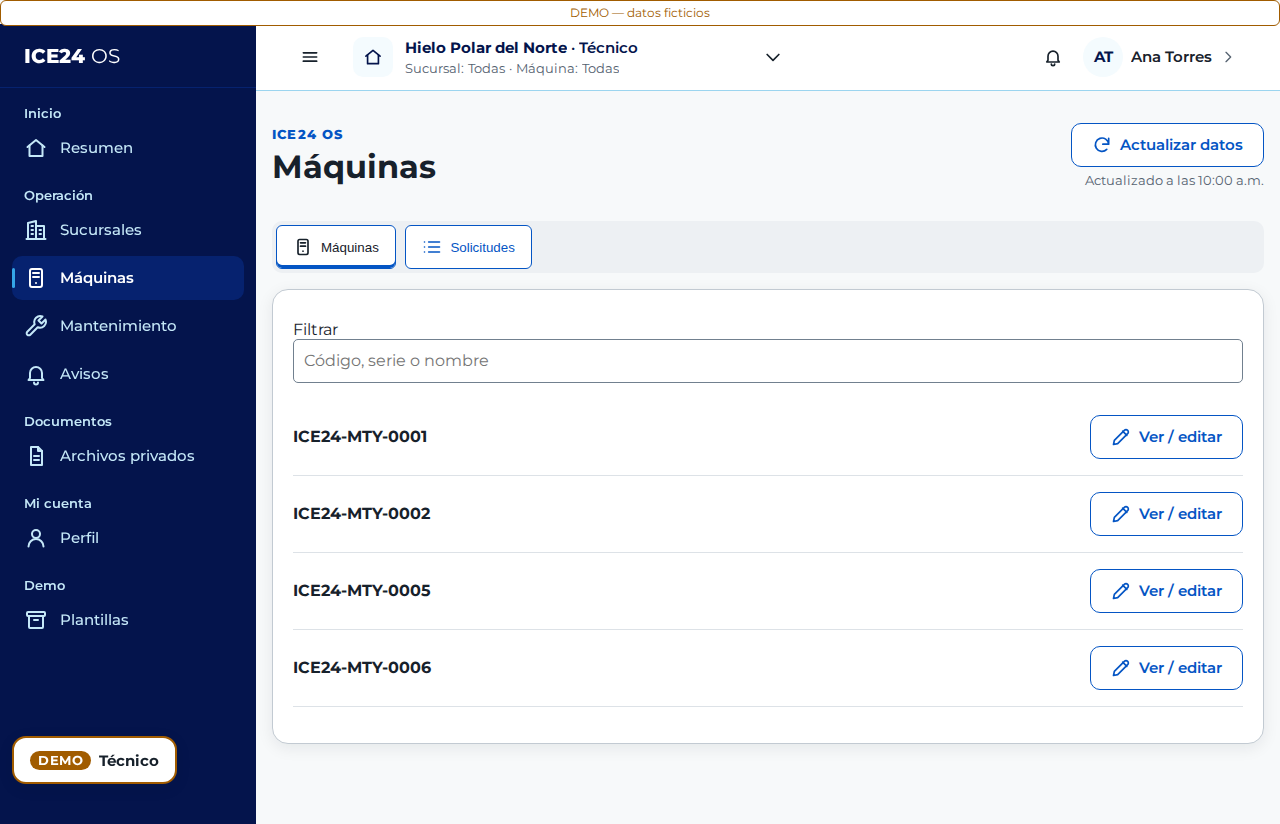 DEMO — datos ficticios
ICE24 OS
Inicio
Resumen
Operación
Sucursales
Máquinas
Mantenimiento
Avisos
Documentos
Archivos privados
Mi cuenta
Perfil
Demo
Plantillas
DEMO Técnico
Hielo Polar del Norte · Técnico
Sucursal: Todas · Máquina: Todas
AT Ana Torres
ICE24 OS
Máquinas
Actualizar datos
Actualizado a las 10:00 a.m.
Máquinas
Solicitudes
Filtrar
Código, serie o nombre
ICE24-MTY-0001 Ver / editar
ICE24-MTY-0002 Ver / editar
ICE24-MTY-0005 Ver / editar
ICE24-MTY-0006 Ver / editar